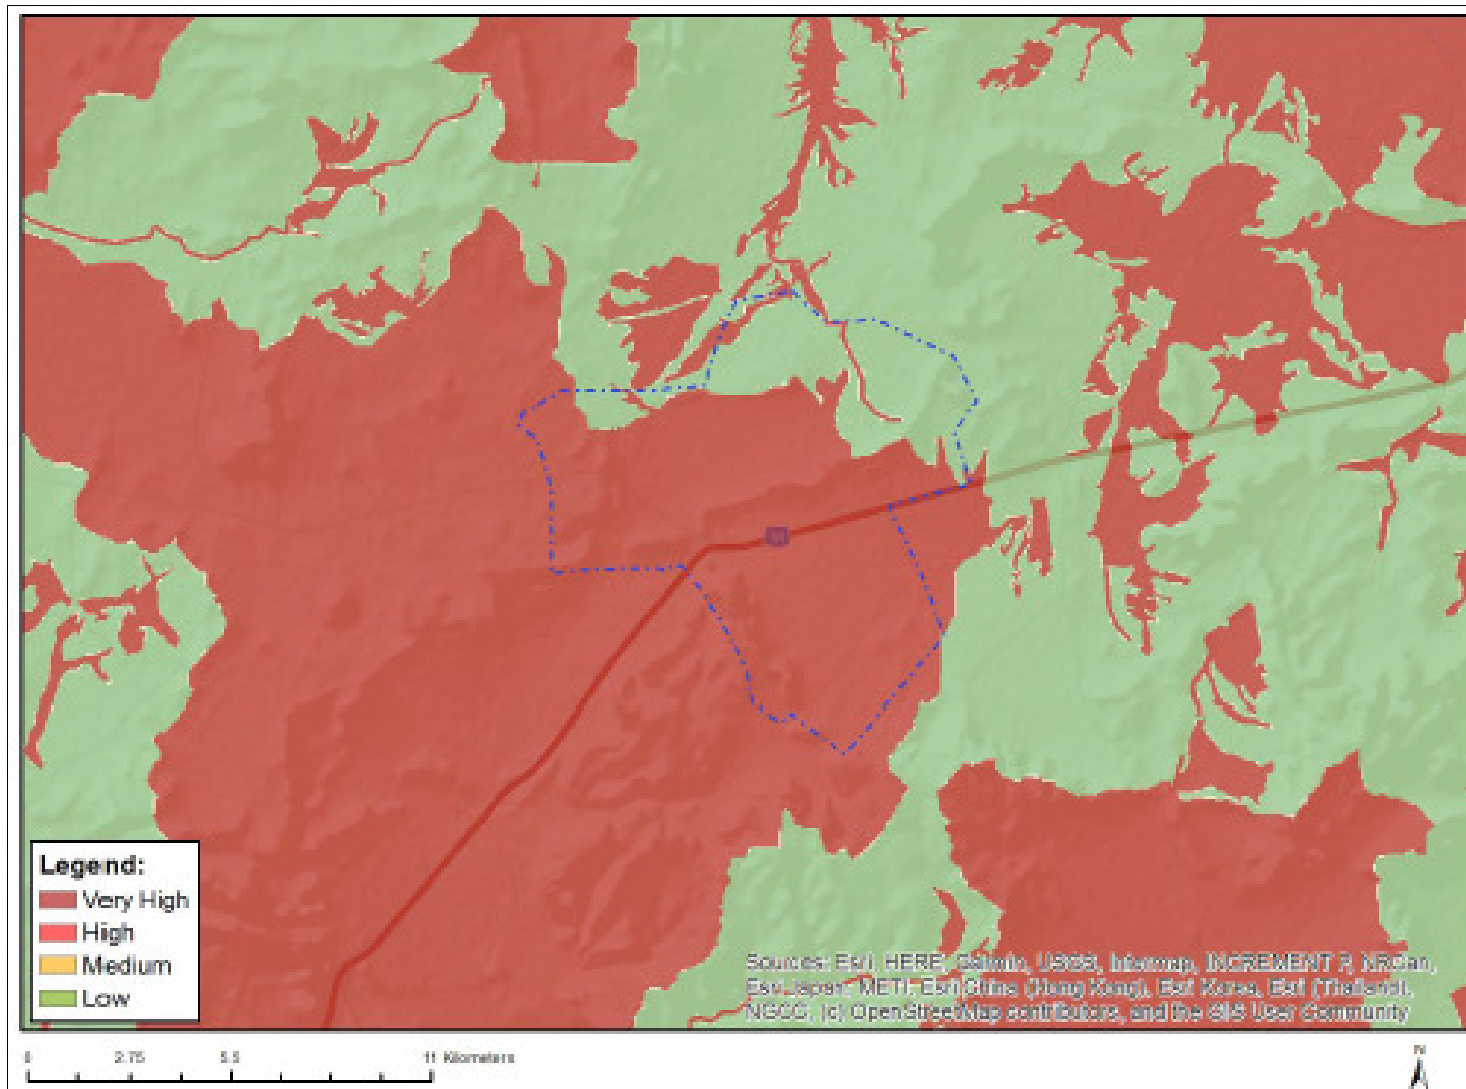 Legend:
Very High
High
Medium
Low
Sources: Esri, HERE, Garmin, USGS, Intermap, INCREMENT P, NRCan,
Esri Japan, METI, Esri China (Hong Kong), Esri Korea, Esri (Thailand),
NGCC, (c) OpenStreetMap contributors, and the GIS User Community
0 2.75 5.5 11 Kilometers
N